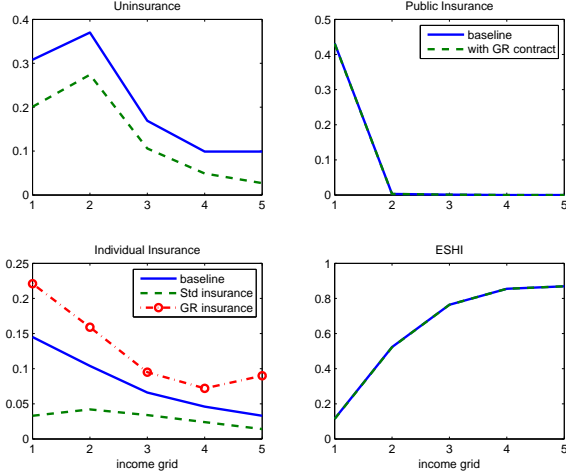 Uninsurance
0.4
0.3
0.2
0.1
0
1 2 3 4 5
Public Insurance
0.5
0.4
0.3
0.2
0.1
0
1 2 3 4 5
baseline
with GR contract
Individual Insurance
0.25
0.2
0.15
0.1
0.05
0
1 2 3 4 5
income grid
baseline
Std insurance
GR insurance
ESHI
1
0.8
0.6
0.4
0.2
0
1 2 3 4 5
income grid